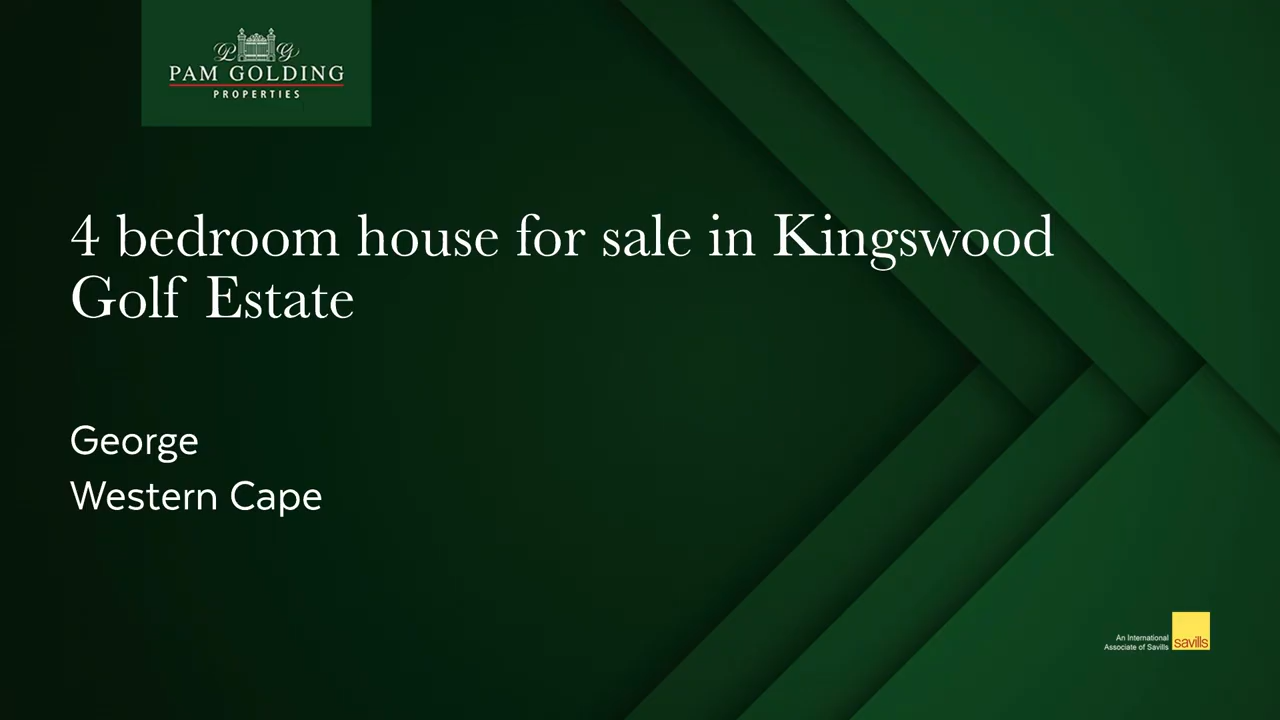 P G
PAM GOLDING
PROPERTIES
4 bedroom house for sale in Kingswood
Golf Estate
George
Western Cape
An International
Associate of Savills
savills